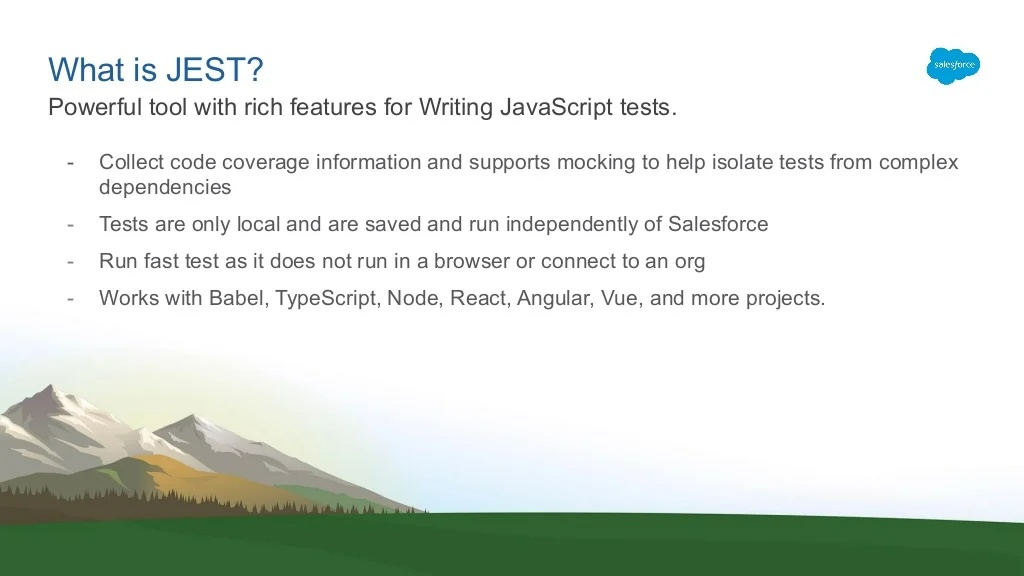 What is JEST?
salesforce
Powerful tool with rich features for Writing JavaScript tests.
- Collect code coverage information and supports mocking to help isolate tests from complex
dependencies
- Tests are only local and are saved and run independently of Salesforce
- Run fast test as it does not run in a browser or connect to an org
- Works with Babel, TypeScript, Node, React, Angular, Vue, and more projects.